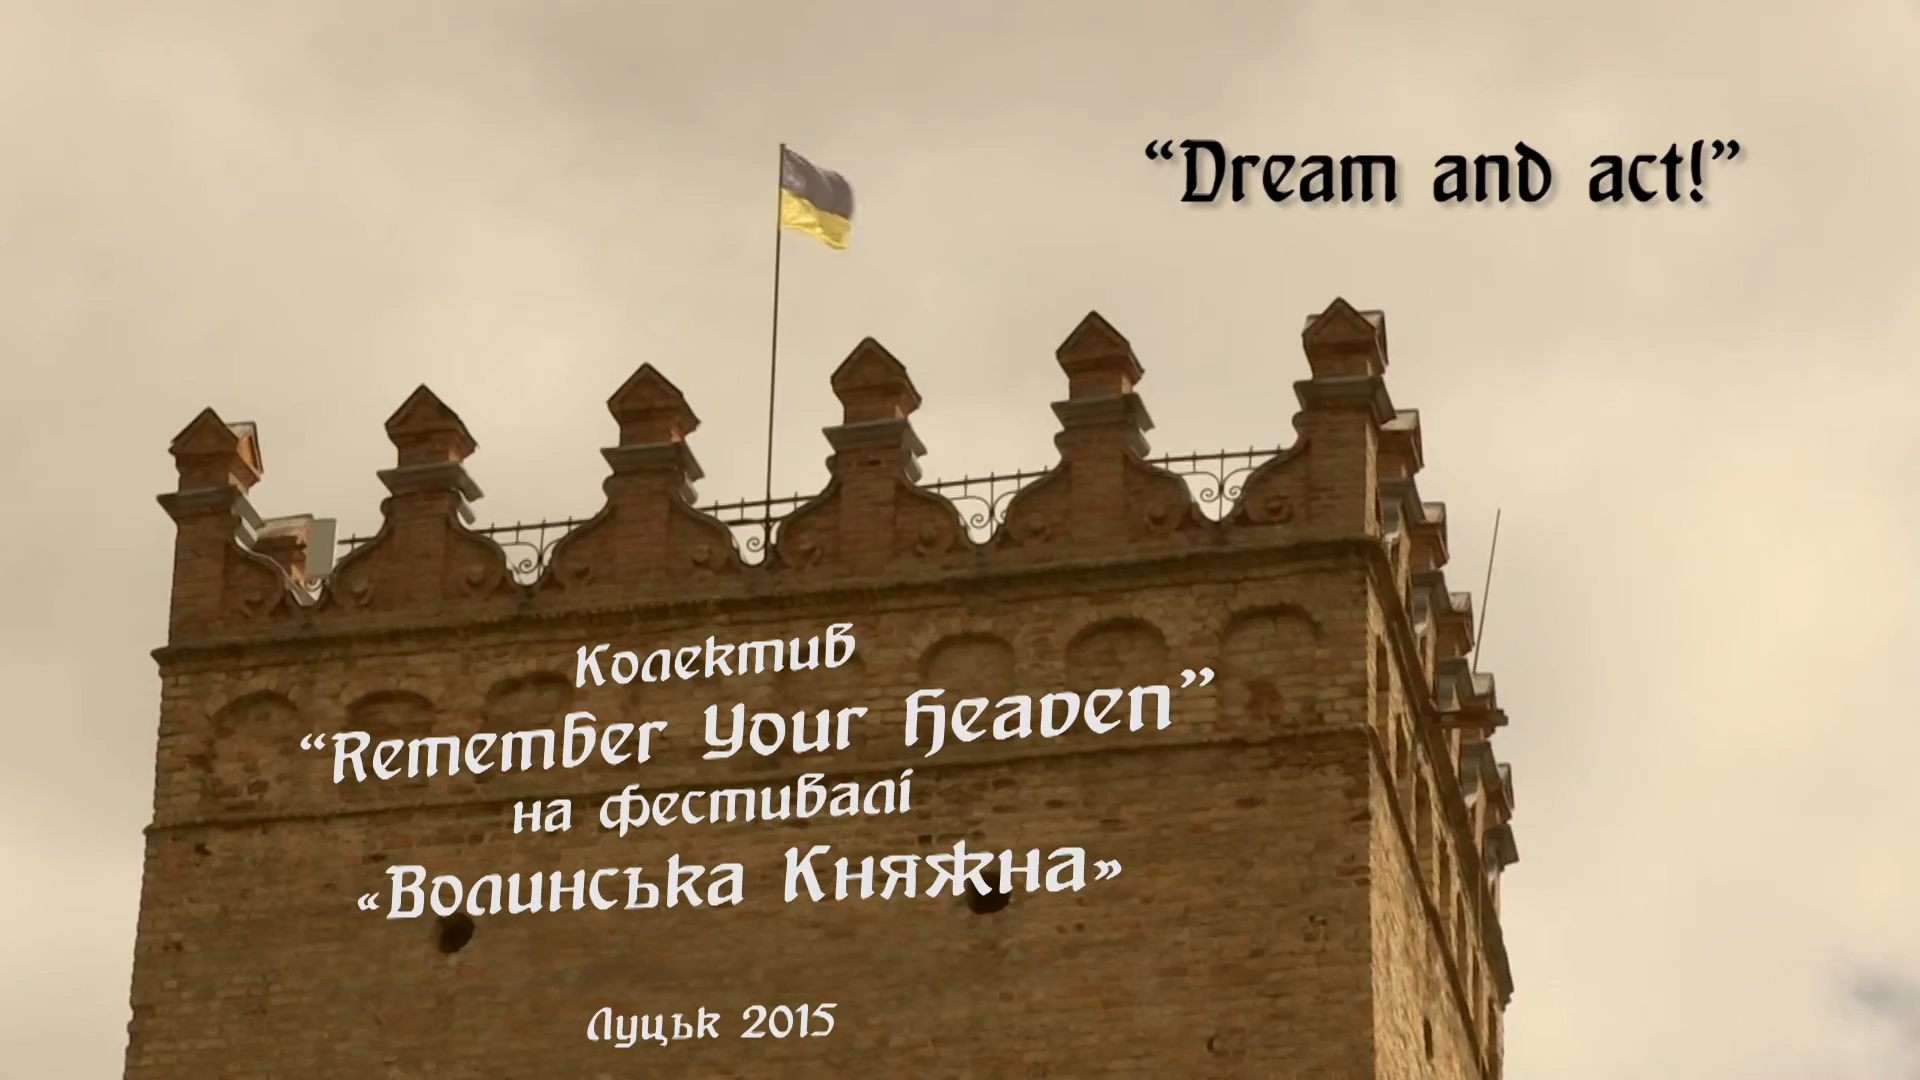 “Dream and act!”
Колектив
“Remember Your Heaven”
на фестивалі
«Волинська Княжна»
Луцьк 2015